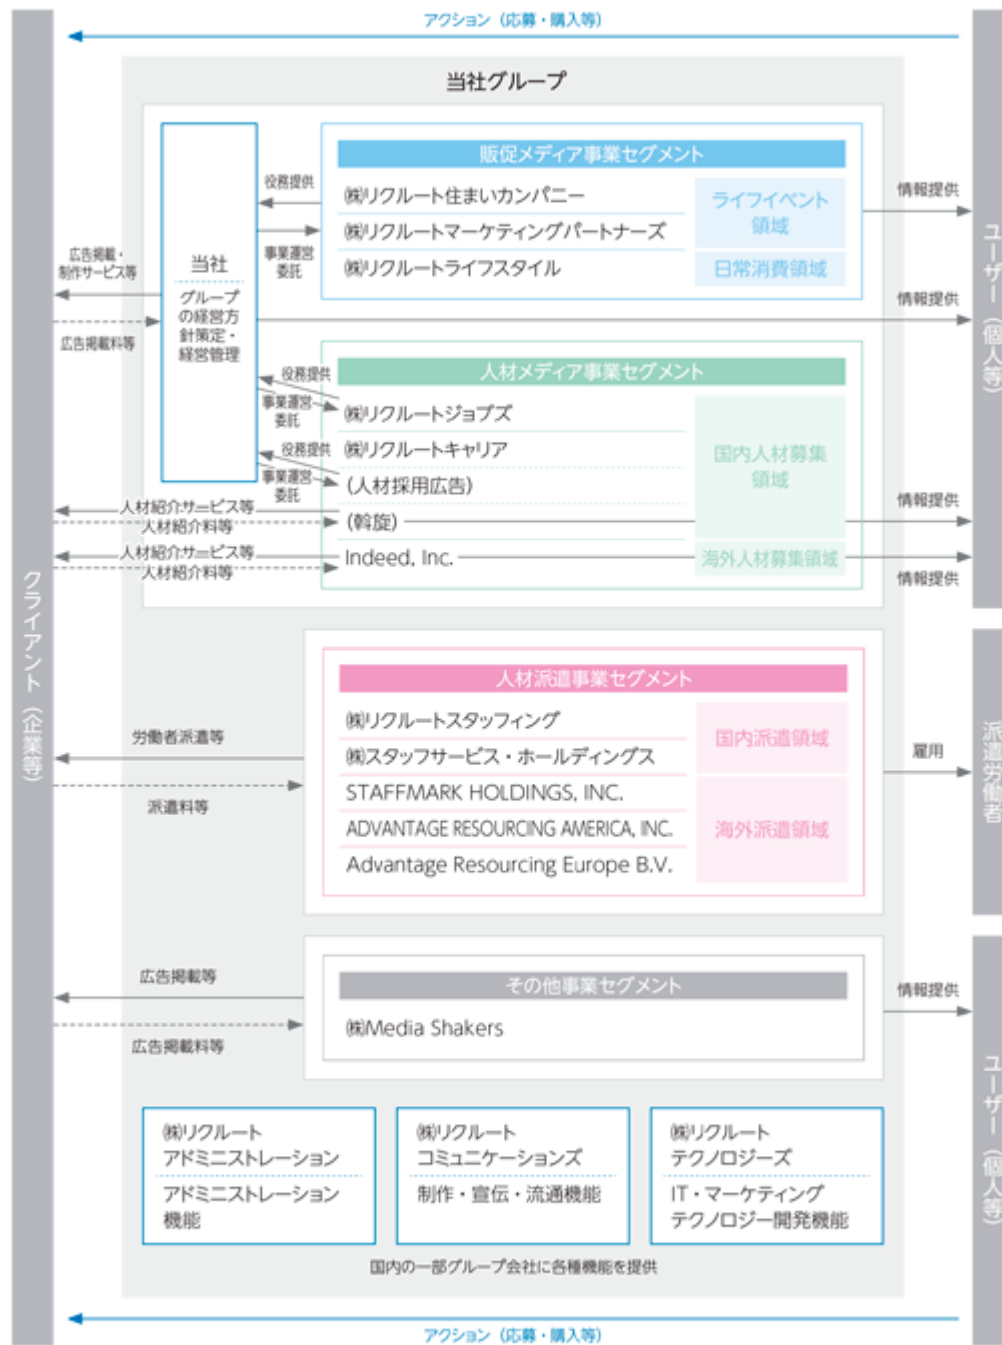 アクション（応募・購入等）
当社グループ
当社
グループ
の経営方
針策定・
経営管理
役務提供
事業運営
委託
広告掲載・
制作サービス等
広告掲載料等
販促メディア事業セグメント
㈱リクルート住まいカンパニー
㈱リクルートマーケティングパートナーズ
ライフイベント
領域
㈱リクルートライフスタイル
日常消費領域
情報提供
情報提供
ユーザー（個人等）
役務提供
事業運営
委託
役務提供
事業運営
委託
人材メディア事業セグメント
㈱リクルートジョブズ
㈱リクルートキャリア
(人材採用広告)
(斡旋)
国内人材募集
領域
Indeed, Inc.
海外人材募集領域
人材紹介サービス等
人材紹介料等
人材紹介サービス等
人材紹介料等
情報提供
情報提供
クライアント（企業等）
人材派遣事業セグメント
㈱リクルートスタッフィング
㈱スタッフサービス・ホールディングス
国内派遣領域
STAFFMARK HOLDINGS, INC.
ADVANTAGE RESOURCING AMERICA, INC.
Advantage Resourcing Europe B.V.
海外派遣領域
労働者派遣等
派遣料等
雇用
派遣労働者
その他事業セグメント
㈱Media Shakers
広告掲載等
広告掲載料等
情報提供
ユーザー（個人等）
㈱リクルート
アドミニストレーション
アドミニストレーション
機能
㈱リクルート
コミュニケーションズ
制作・宣伝・流通機能
㈱リクルート
テクノロジーズ
IT・マーケティング
テクノロジー開発機能
国内の一部グループ会社に各種機能を提供
アクション（応募・購入等）